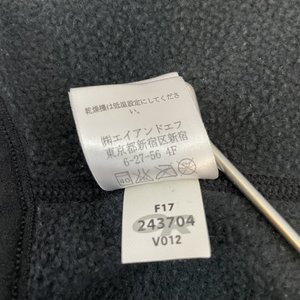 乾燥機は低温設定にしてくださ
い。
㈱エイアンドエフ
東京都新宿区新宿
6-27-56 4F
40
F17
243704
V012